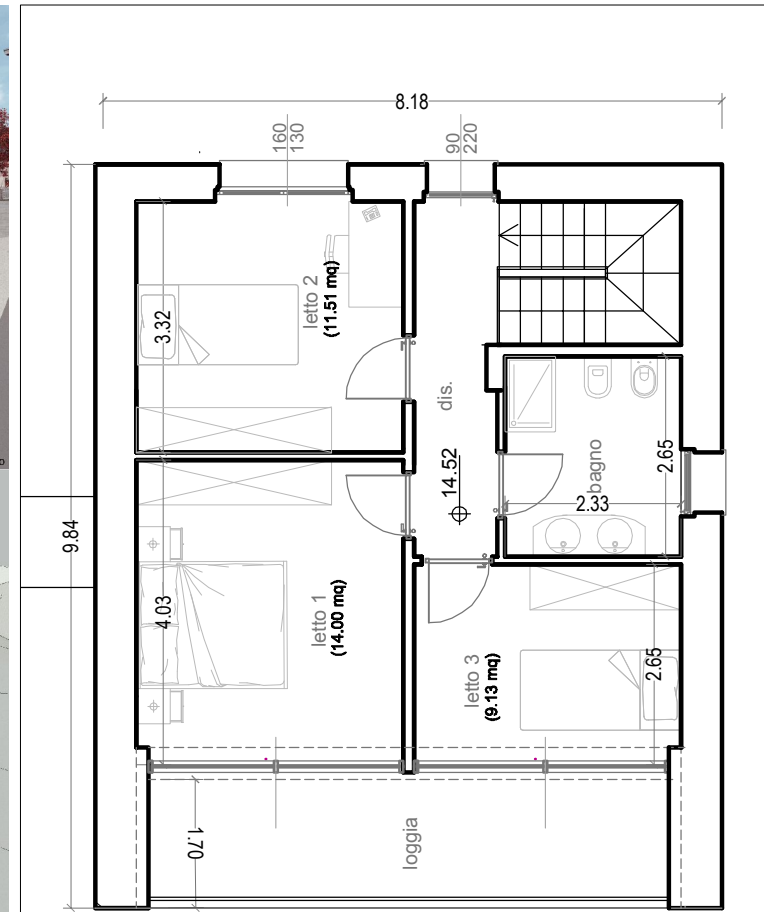 8.18
160
130
90
220
letto 2
(11.51 mq)
3.32
dis.
14.52
bagno
2.65
2.33
9.84
4.03
letto 1
(14.00 mq)
letto 3
(9.13 mq)
2.65
1.70
loggia